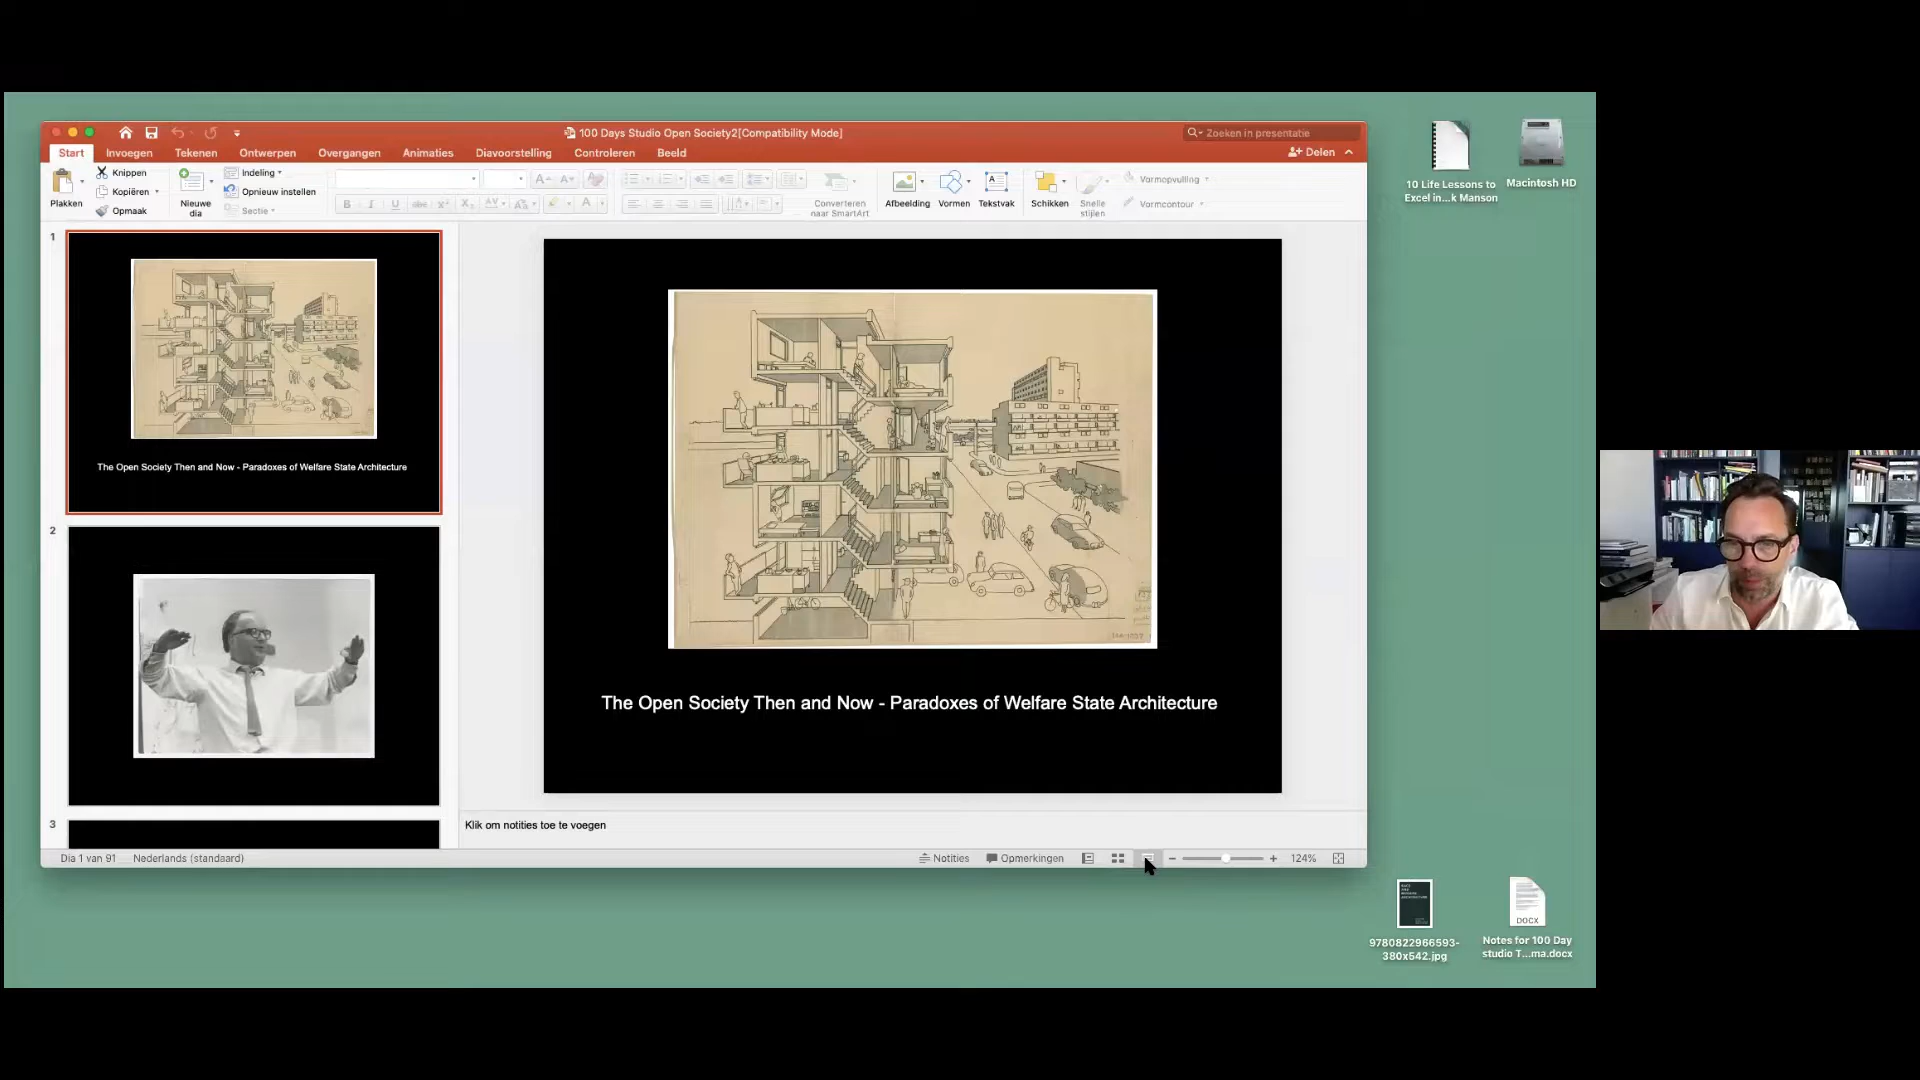 100 Days Studio Open Society2[Compatibility Mode]
Zoeken in presentatie
Start
Invoegen
Tekenen
Ontwerpen
Overgangen
Animaties
Diavoorstelling
Controleren
Beeld
Delen
Plakken
Knippen
Kopiëren
Opmaak
Nieuwe
dia
Indeling
Opnieuw instellen
Sectie
Converteren
naar SmartArt
Afbeelding
Vormen
Tekstvak
Schikken
Snelle
stijlen
Vormopvulling
Vormcontour
1
The Open Society Then and Now - Paradoxes of Welfare State Architecture
2
3
The Open Society Then and Now - Paradoxes of Welfare State Architecture
Klik om notities toe te voegen
Dia 1 van 91
Nederlands (standaard)
Notities
Opmerkingen
124%
10 Life Lessons to
Excel in...k Manson
Macintosh HD
9780822966593-
380x542.jpg
DOCX
Notes for 100 Day
studio T...ma.docx